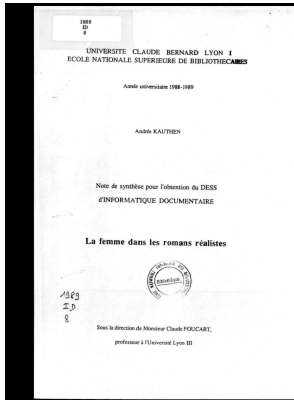 1989
ID
8
UNIVERSITE CLAUDE BERNARD LYON I
ECOLE NATIONALE SUPERIEURE DE BIBLIOTHECAIRES
Année universitaire 1988-1989
Andrée KAUTHEN
Note de synthèse pour l'obtention du DESS
d'INFORMATIQUE DOCUMENTAIRE
La femme dans les romans réalistes
1989
ID
8
Sous la direction de Monsieur Claude FOUCART,
professeur à l'Université Lyon III